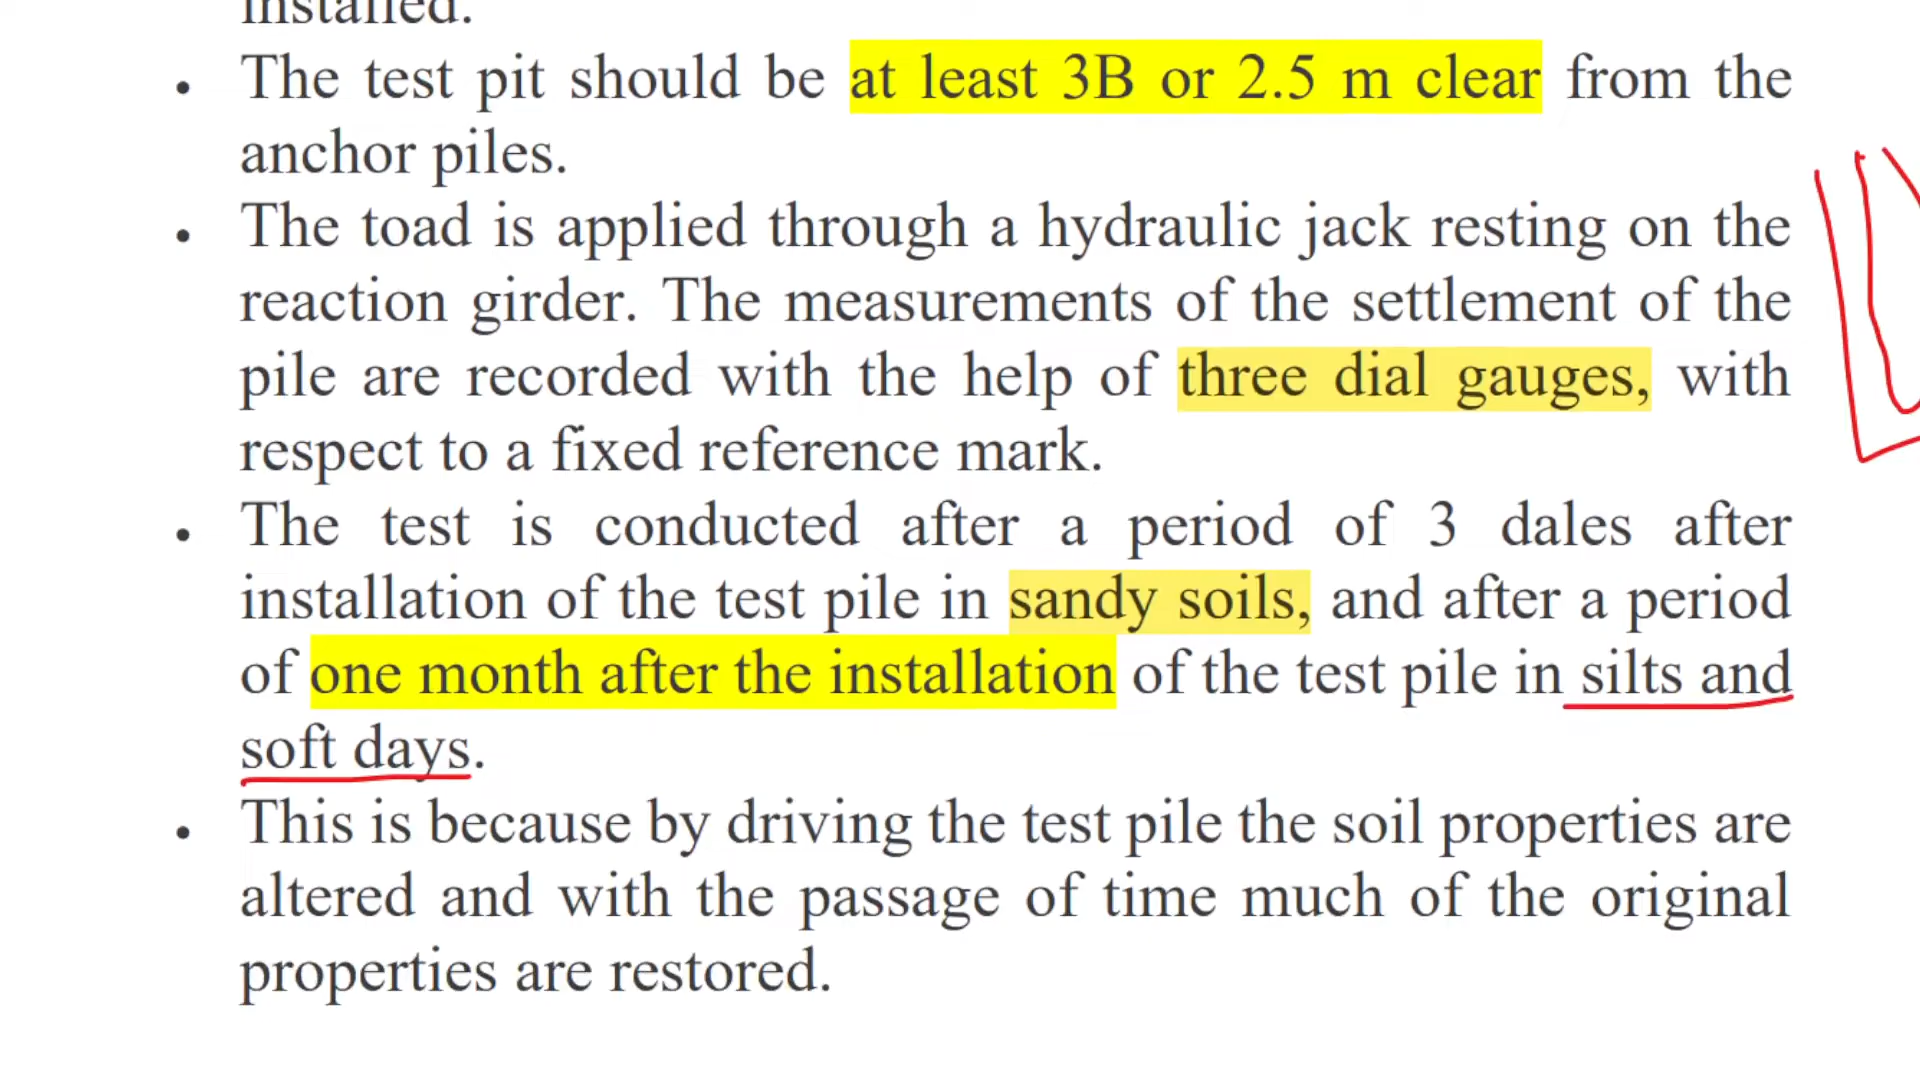 installed.
• The test pit should be at least 3B or 2.5 m clear from the
anchor piles.
• The toad is applied through a hydraulic jack resting on the
reaction girder. The measurements of the settlement of the
pile are recorded with the help of three dial gauges, with
respect to a fixed reference mark.
• The test is conducted after a period of 3 dales after
installation of the test pile in sandy soils, and after a period
of one month after the installation of the test pile in silts and
soft days.
• This is because by driving the test pile the soil properties are
altered and with the passage of time much of the original
properties are restored.